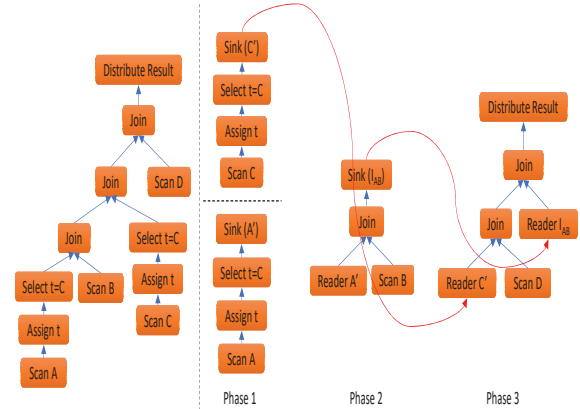 Distribute Result
Join
Join
Scan D
Join
Select t=C
Select t=C
Scan B
Assign t
Assign t
Scan C
Scan A
Sink (C')
Select t=C
Assign t
Scan C
Sink (A')
Select t=C
Assign t
Scan A
Phase 1
Sink (I_AB)
Join
Reader A'
Scan B
Phase 2
Distribute Result
Join
Join
Reader I_AB
Reader C'
Scan D
Phase 3